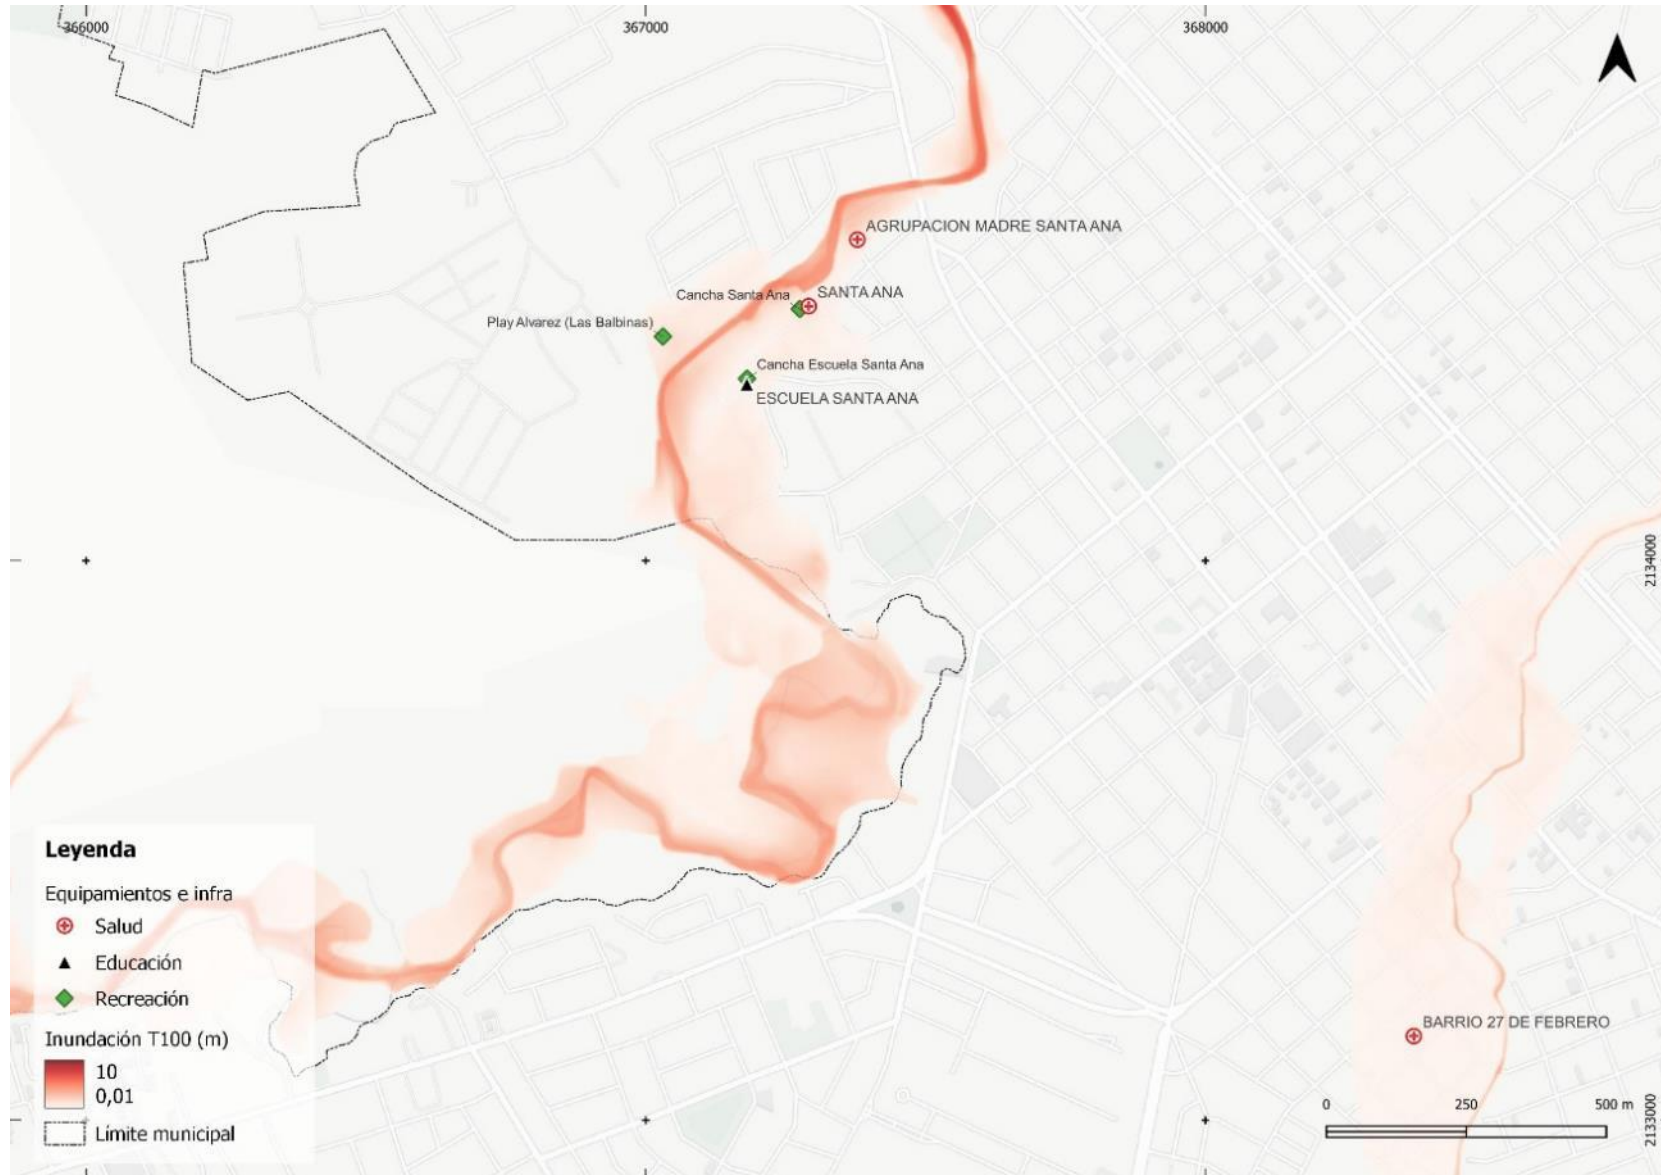 366000
367000
368000
AGRUPACION MADRE SANTA ANA
Cancha Santa Ana
SANTA ANA
Play Alvarez (Las Balbinas)
Cancha Escuela Santa Ana
ESCUELA SANTA ANA
2134000
Leyenda
Equipamientos e infra
Salud
Educación
Recreación
Inundación T100 (m)
10
0,01
Límite municipal
BARRIO 27 DE FEBRERO
0
250
500 m
2133000